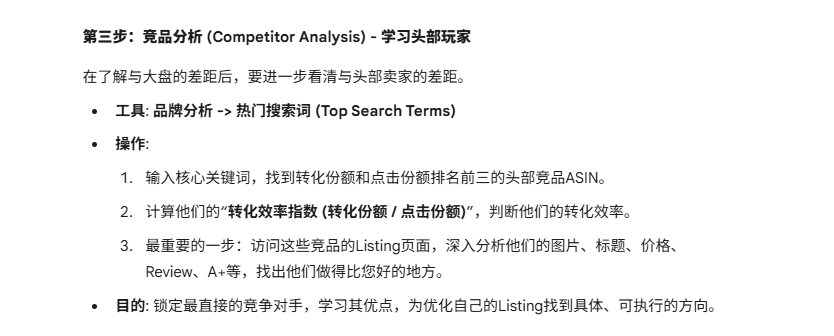 第三步：竞品分析 (Competitor Analysis) - 学习头部玩家
在了解与大盘的差距后，要进一步看清与头部卖家的差距。
• 工具: 品牌分析 -> 热门搜索词 (Top Search Terms)
• 操作:
1. 输入核心关键词，找到转化份额和点击份额排名前三的头部竞品ASIN。
2. 计算他们的“转化效率指数 (转化份额 / 点击份额)”，判断他们的转化效率。
3. 最重要的一步：访问这些竞品的Listing页面，深入分析他们的图片、标题、价格、
Review、A+等，找出他们做得比您好的地方。
• 目的: 锁定最直接的竞争对手，学习其优点，为优化自己的Listing找到具体、可执行的方向。